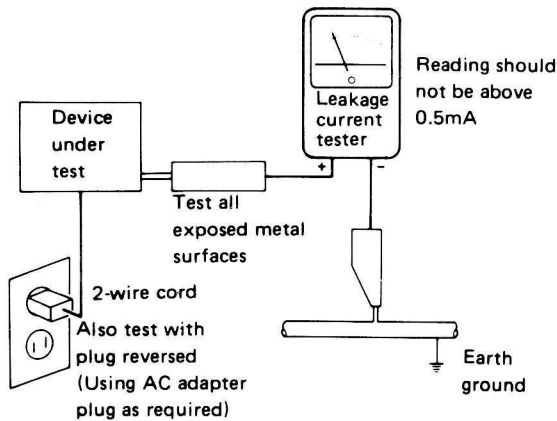 Reading should
not be above
0.5mA
Leakage
current
tester
+ -
Device
under
test
Test all
exposed metal
surfaces
2-wire cord
Also test with
plug reversed
(Using AC adapter
plug as required)
Earth
ground